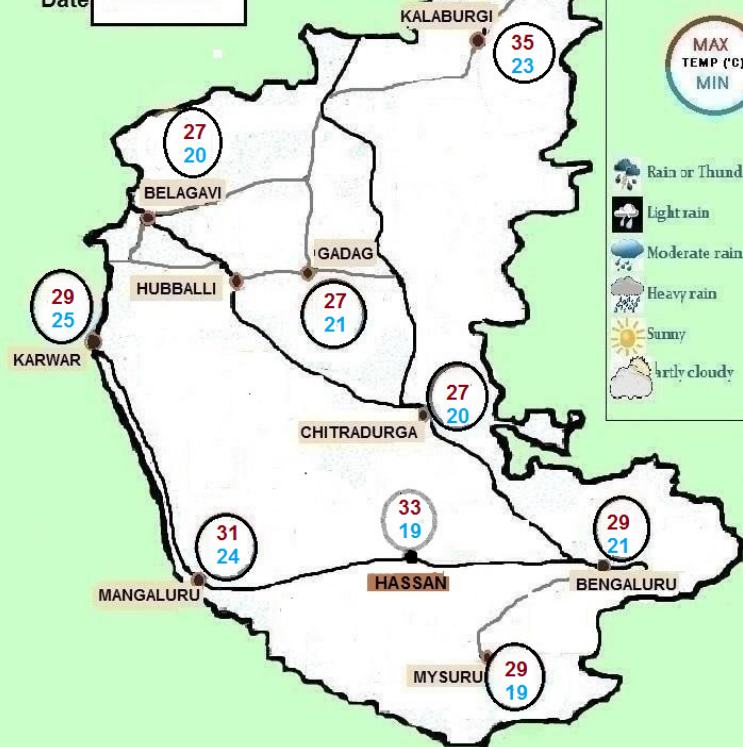 Date
KALABURGI
35
23
MAX
TEMP (°C)
MIN
27
20
BELAGAVI
Rain or Thund
Light rain
Moderate rain
Heavy rain
Sunny
artly cloudy
GADAG
HUBBALLI
27
21
29
25
KARWAR
27
20
CHITRADURGA
33
19
HASSAN
31
24
MANGALURU
29
21
BENGALURU
MYSURU
29
19